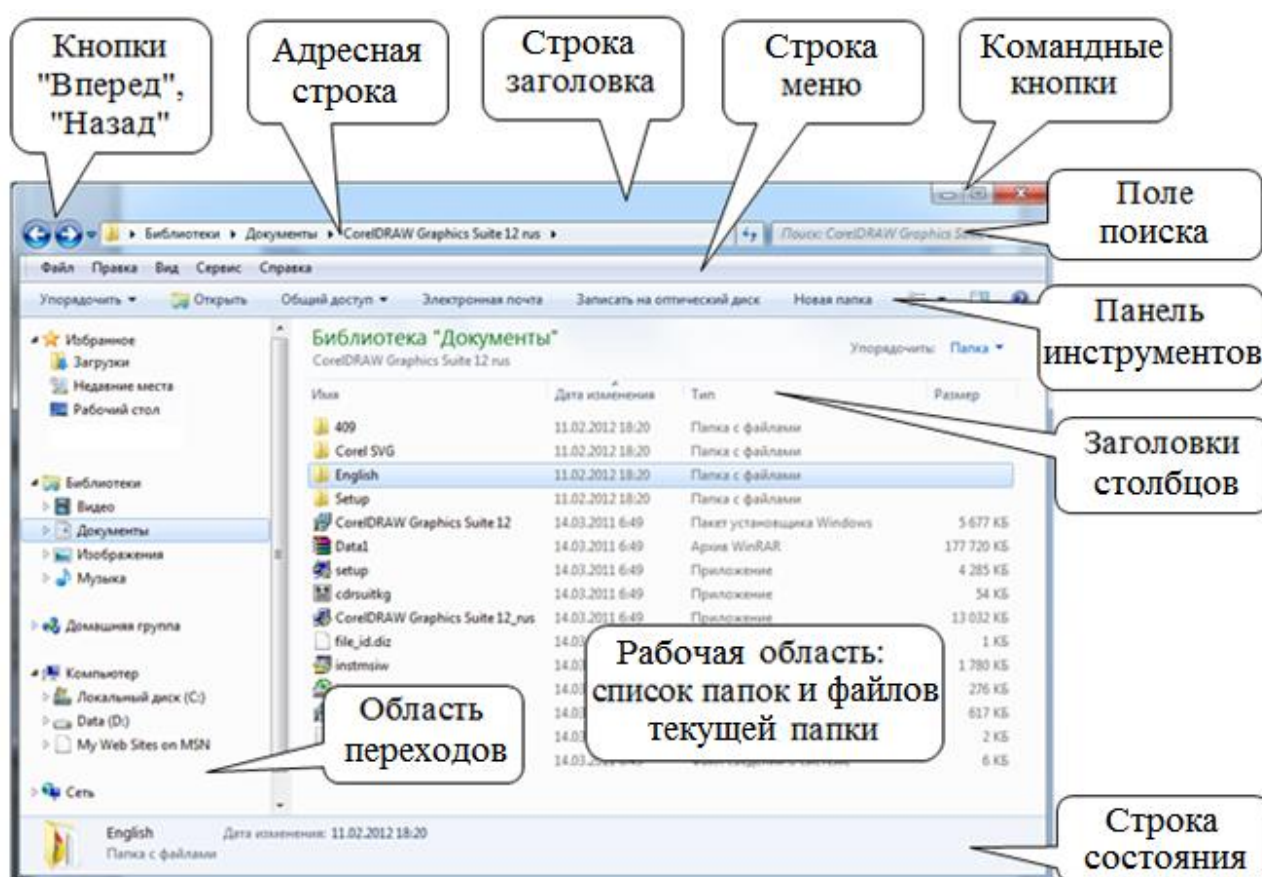 Кнопки
"Вперед",
"Назад"
Адресная
строка
Строка
заголовка
Строка
меню
Командные
кнопки
Поле
поиска
Библиотеки Документы CorelDRAW Graphics Suite 12 rus
Поиск: CorelDRAW Graphics
Файл Правка Вид Сервис Справка
Упорядочить Открыть Общий доступ Электронная почта Записать на оптический диск Новая папка
Панель
инструментов
Избранное
Загрузки
Недавние места
Рабочий стол
Библиотеки
Видео
Документы
Изображения
Музыка
Домашняя группа
Компьютер
Локальный диск (C:)
Data (D:)
My Web Sites on MSN
Сеть
Область
переходов
Библиотека "Документы"
CorelDRAW Graphics Suite 12 rus
Упорядочить: Папка
Имя Дата изменения Тип Размер
Заголовки
столбцов
409 11.02.2012 18:20 Папка с файлами
Corel SVG 11.02.2012 18:20 Папка с файлами
English 11.02.2012 18:20 Папка с файлами
Setup 11.02.2012 18:20 Папка с файлами
CorelDRAW Graphics Suite 12 14.03.2011 6:49 Пакет установщика Windows 5 677 КБ
Data1 14.03.2011 6:49 Архив WinRAR 177 720 КБ
setup 14.03.2011 6:49 Приложение 4 285 КБ
cdrsuitkg 14.03.2011 6:49 Приложение 54 КБ
CorelDRAW Graphics Suite 12_rus 14.03.2011 6:49 Приложение 13 032 КБ
file_id.diz 14.03 1 КБ
instmsiw 14.03 1 780 КБ
14.03 276 КБ
14.03 617 КБ
14.03 2 КБ
6 КБ
Рабочая область:
список папок и файлов
текущей папки
English Дата изменения: 11.02.2012 18:20
Папка с файлами
Строка
состояния